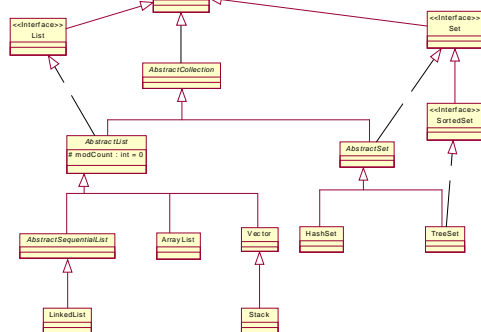 <<Interface>>
List
<<Interface>>
Set
AbstractCollection
<<Interface>>
SortedSet
AbstractList
# modCount : int = 0
AbstractSet
AbstractSequentialList
ArrayList
Vector
HashSet
TreeSet
LinkedList
Stack